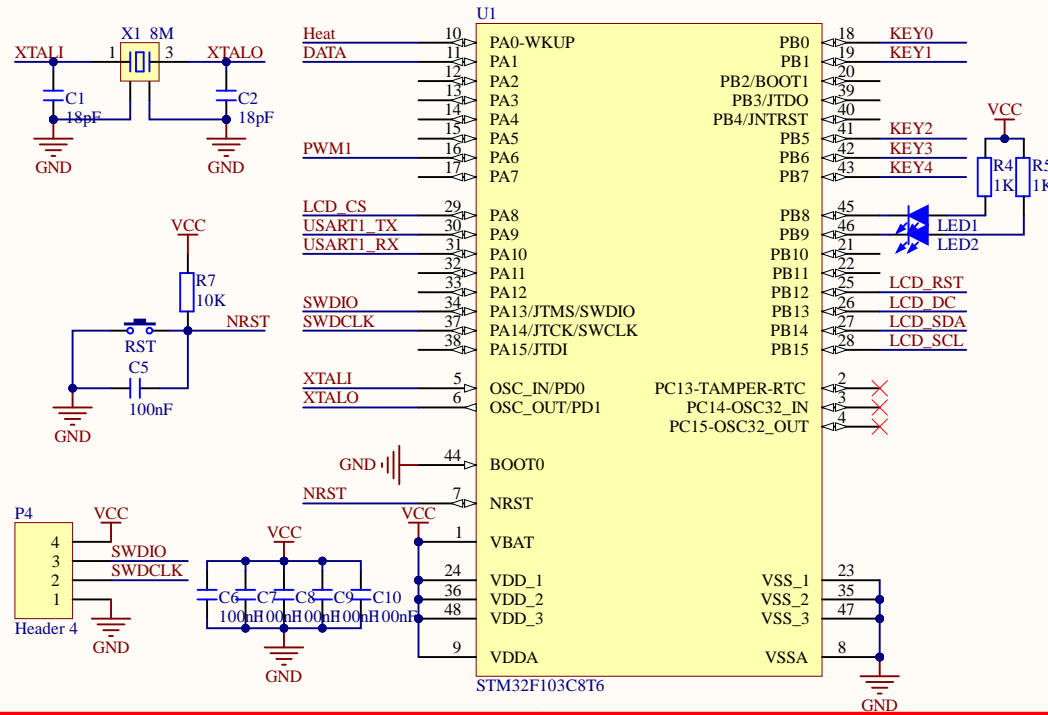 U1
X1 8M
XTALI 1 3 XTALO
C1
18pF
C2
18pF
GND
GND
Heat 10 PA0-WKUP
DATA 11 PA1
12 PA2
13 PA3
14 PA4
15 PA5
PWM1 16 PA6
17 PA7
LCD_CS 29 PA8
USART1_TX 30 PA9
USART1_RX 31 PA10
32 PA11
33 PA12
SWDIO 34 PA13/JTMS/SWDIO
SWDCLK 37 PA14/JTCK/SWCLK
38 PA15/JTDI
XTALI 5 OSC_IN/PD0
XTALO 6 OSC_OUT/PD1
GND 44 BOOT0
NRST 7 NRST
VCC
1 VBAT
24 VDD_1
36 VDD_2
48 VDD_3
9 VDDA
PB0 18 KEY0
PB1 19 KEY1
PB2/BOOT1 20
PB3/JTDO 39
PB4/JNTRST 40
PB5 41 KEY2
PB6 42 KEY3
PB7 43 KEY4
PB8 45
PB9 46
PB10 21
PB11 22
PB12 25 LCD_RST
PB13 26 LCD_DC
PB14 27 LCD_SDA
PB15 28 LCD_SCL
PC13-TAMPER-RTC 2
PC14-OSC32_IN 3
PC15-OSC32_OUT 4
VSS_1 23
VSS_2 35
VSS_3 47
VSSA 8
GND
STM32F103C8T6
VCC
R4
1K
R5
1K
LED1
LED2
VCC
R7
10K
NRST
RST
C5
100nF
GND
P4
VCC
4
3 SWDIO
2 SWDCLK
1
Header 4
GND
VCC
C6 C7 C8 C9 C10
100nF 100nF 100nF 100nF 100nF
GND